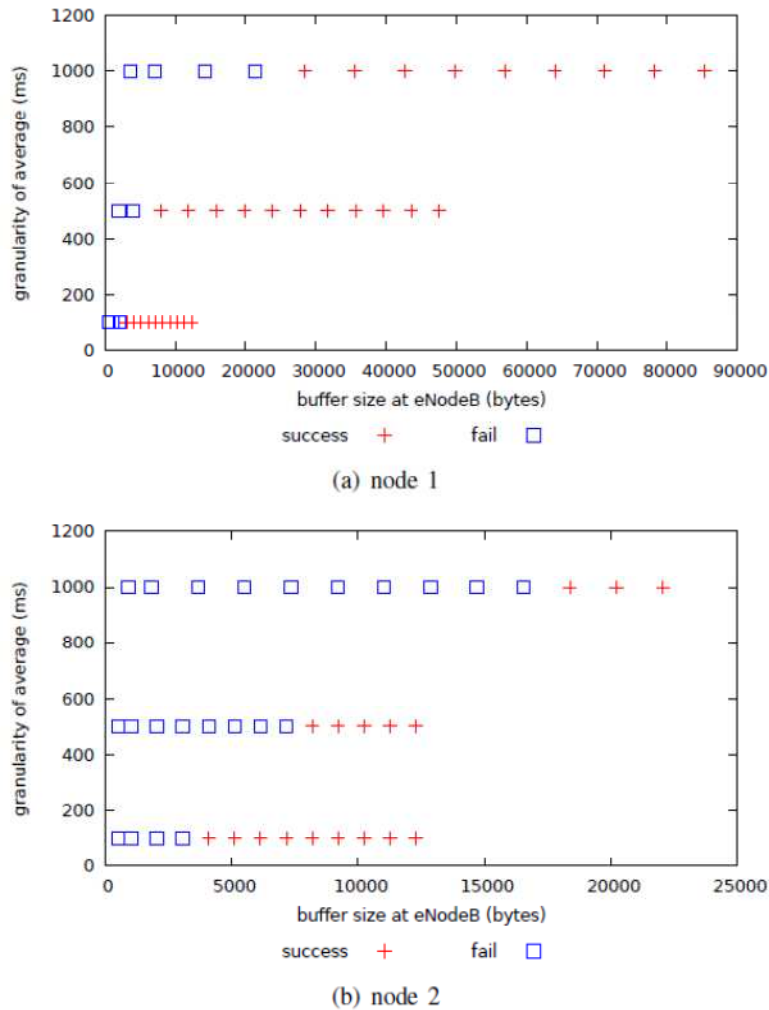 1200
1000
800
600
400
200
0
granularity of average (ms)
0 10000 20000 30000 40000 50000 60000 70000 80000 90000
buffer size at eNodeB (bytes)
success fail
(a) node 1
1200
1000
800
600
400
200
0
granularity of average (ms)
0 5000 10000 15000 20000 25000
buffer size at eNodeB (bytes)
success fail
(b) node 2